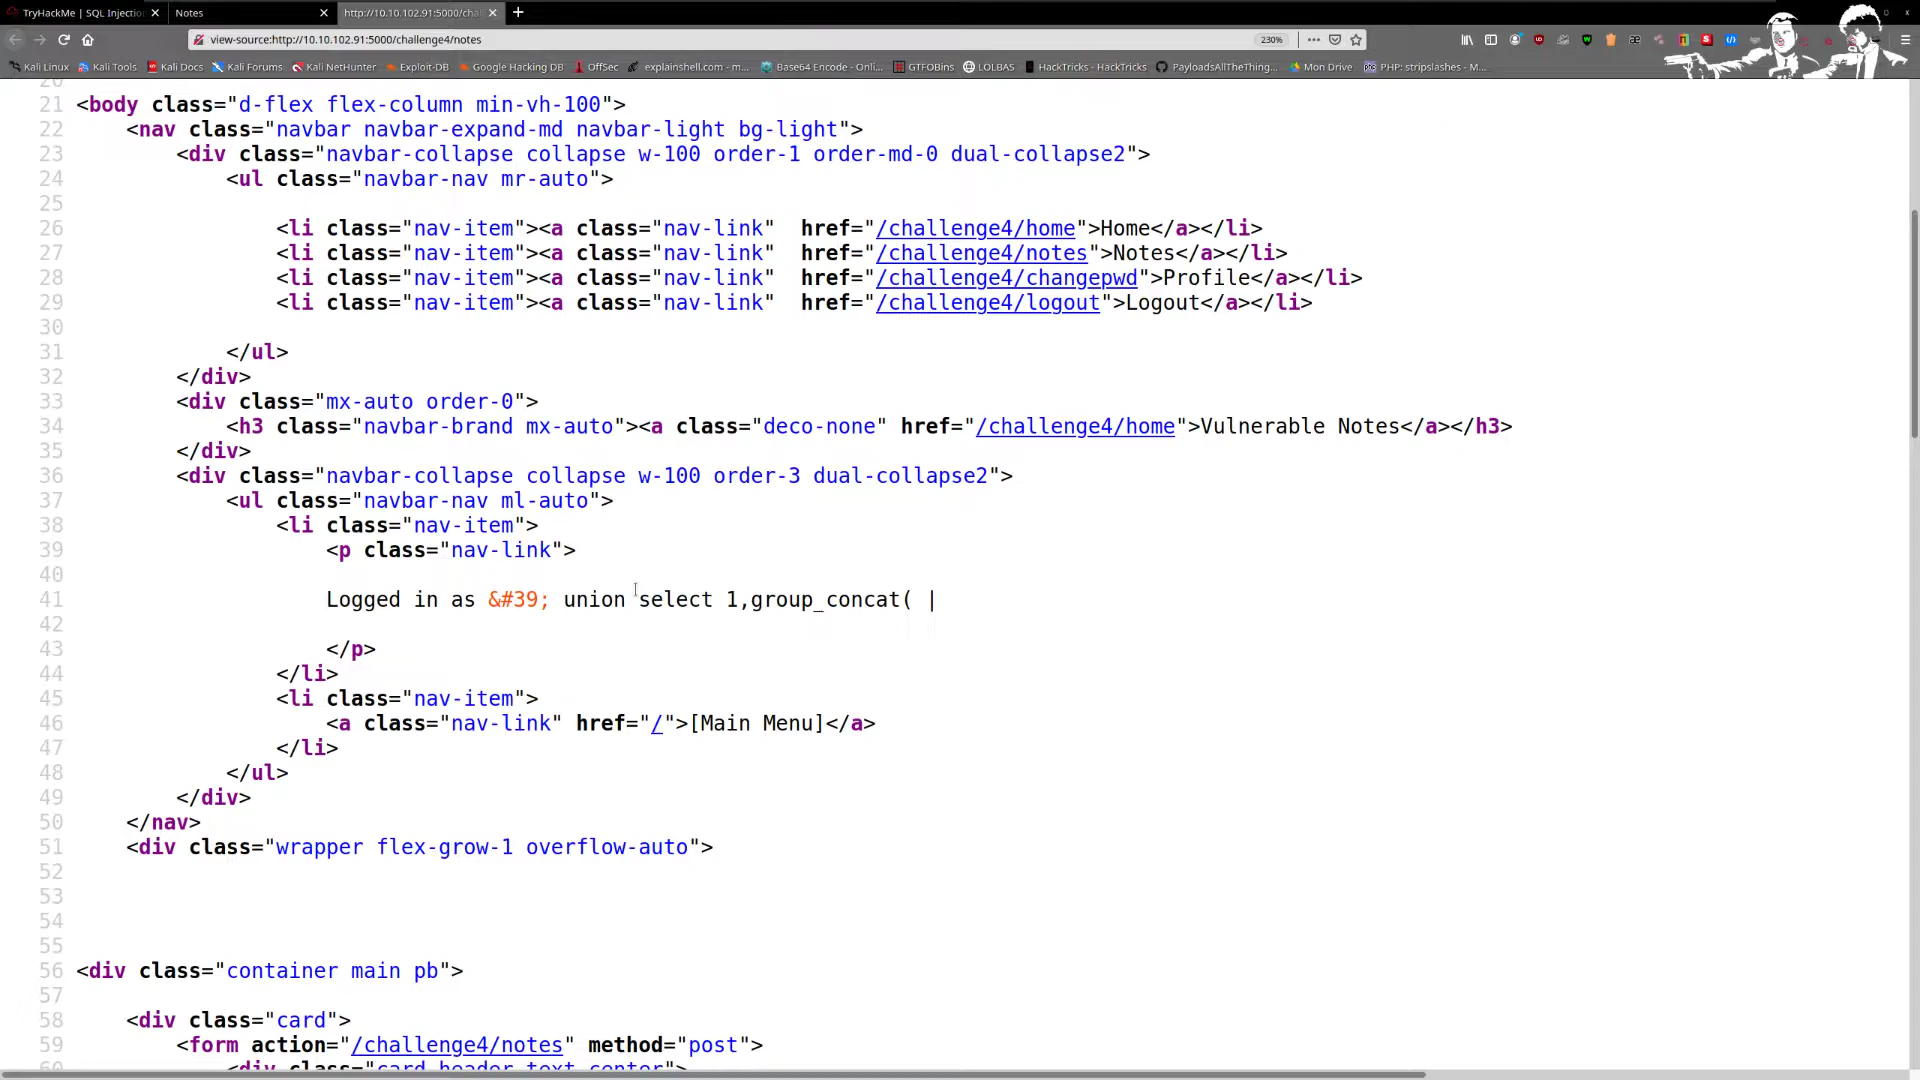 TryHackMe | SQL Injectio
Notes
http://10.10.102.91:5000/chal
view-source:http://10.10.102.91:5000/challenge4/notes
230%
Kali Linux
Kali Tools
Kali Docs
Kali Forums
Kali NetHunter
Exploit-DB
Google Hacking DB
OffSec
explainshell.com - m...
Base64 Encode - Onli...
GTFOBins
LOLBAS
HackTricks - HackTricks
PayloadsAllTheThing...
Mon Drive
PHP: stripslashes - M...
20
21 <body class="d-flex flex-column min-vh-100">
22 <nav class="navbar navbar-expand-md navbar-light bg-light">
23 <div class="navbar-collapse collapse w-100 order-1 order-md-0 dual-collapse2">
24 <ul class="navbar-nav mr-auto">
25
26 <li class="nav-item"><a class="nav-link"  href="/challenge4/home">Home</a></li>
27 <li class="nav-item"><a class="nav-link"  href="/challenge4/notes">Notes</a></li>
28 <li class="nav-item"><a class="nav-link"  href="/challenge4/changepwd">Profile</a></li>
29 <li class="nav-item"><a class="nav-link"  href="/challenge4/logout">Logout</a></li>
30
31 </ul>
32 </div>
33 <div class="mx-auto order-0">
34 <h3 class="navbar-brand mx-auto"><a class="deco-none" href="/challenge4/home">Vulnerable Notes</a></h3>
35 </div>
36 <div class="navbar-collapse collapse w-100 order-3 dual-collapse2">
37 <ul class="navbar-nav ml-auto">
38 <li class="nav-item">
39 <p class="nav-link">
40
41 Logged in as &#39; union select 1,group_concat( |
42
43 </p>
44 </li>
45 <li class="nav-item">
46 <a class="nav-link" href="/">[Main Menu]</a>
47 </li>
48 </ul>
49 </div>
50 </nav>
51 <div class="wrapper flex-grow-1 overflow-auto">
52
53
54
55
56 <div class="container main pb">
57
58 <div class="card">
59 <form action="/challenge4/notes" method="post">
60 <div class="card-header text-center">